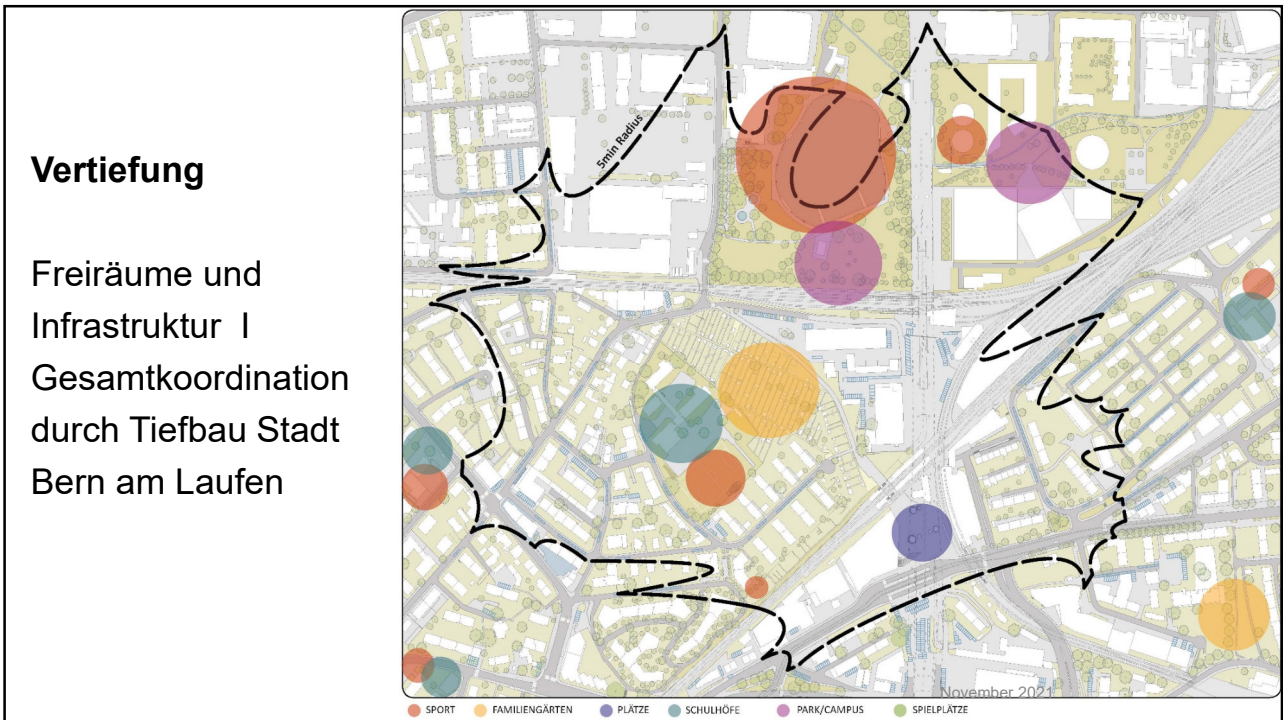 Vertiefung
Freiräume und
Infrastruktur I
Gesamtkoordination
durch Tiefbau Stadt
Bern am Laufen
5min Radius
November 2021
SPORT FAMILIENGÄRTEN PLÄTZE SCHULHÖFE PARK/CAMPUS SPIELPLÄTZE